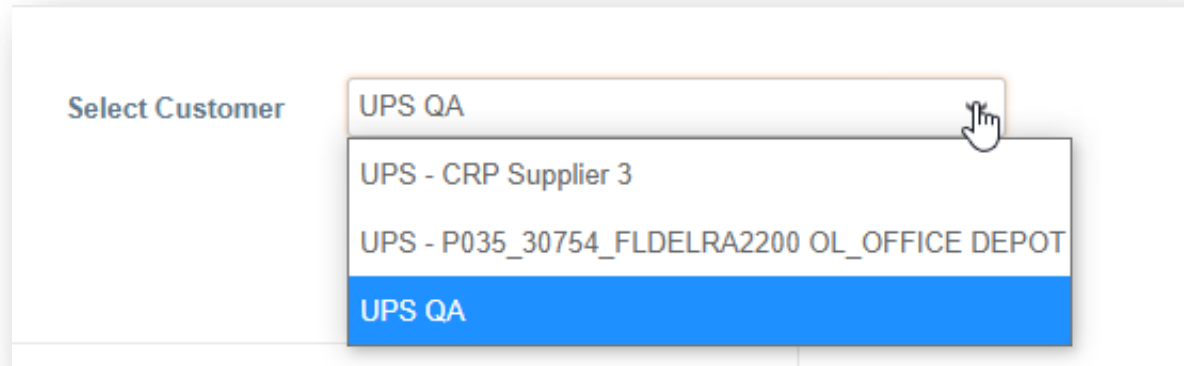 Select Customer UPS QA
UPS - CRP Supplier 3
UPS - P035_30754_FLDELRA2200 OL_OFFICE DEPOT
UPS QA